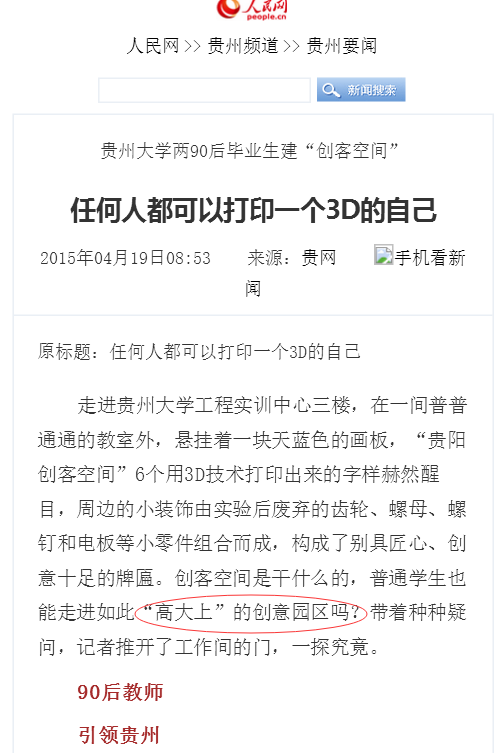 人民网
people.cn
人民网 >> 贵州频道 >> 贵州要闻
新闻搜索
贵州大学两90后毕业生建“创客空间”
任何人都可以打印一个3D的自己
2015年04月19日08:53 来源：贵网 手机看新
闻
原标题：任何人都可以打印一个3D的自己
走进贵州大学工程实训中心三楼，在一间普普
通通的教室外，悬挂着一块天蓝色的画板，“贵阳
创客空间”6个用3D技术打印出来的字样赫然醒
目，周边的小装饰由实验后废弃的齿轮、螺母、螺
钉和电板等小零件组合而成，构成了别具匠心、创
意十足的牌匾。创客空间是干什么的，普通学生也
能走进如此“高大上”的创意园区吗？带着种种疑
问，记者推开了工作间的门，一探究竟。
90后教师
引领贵州